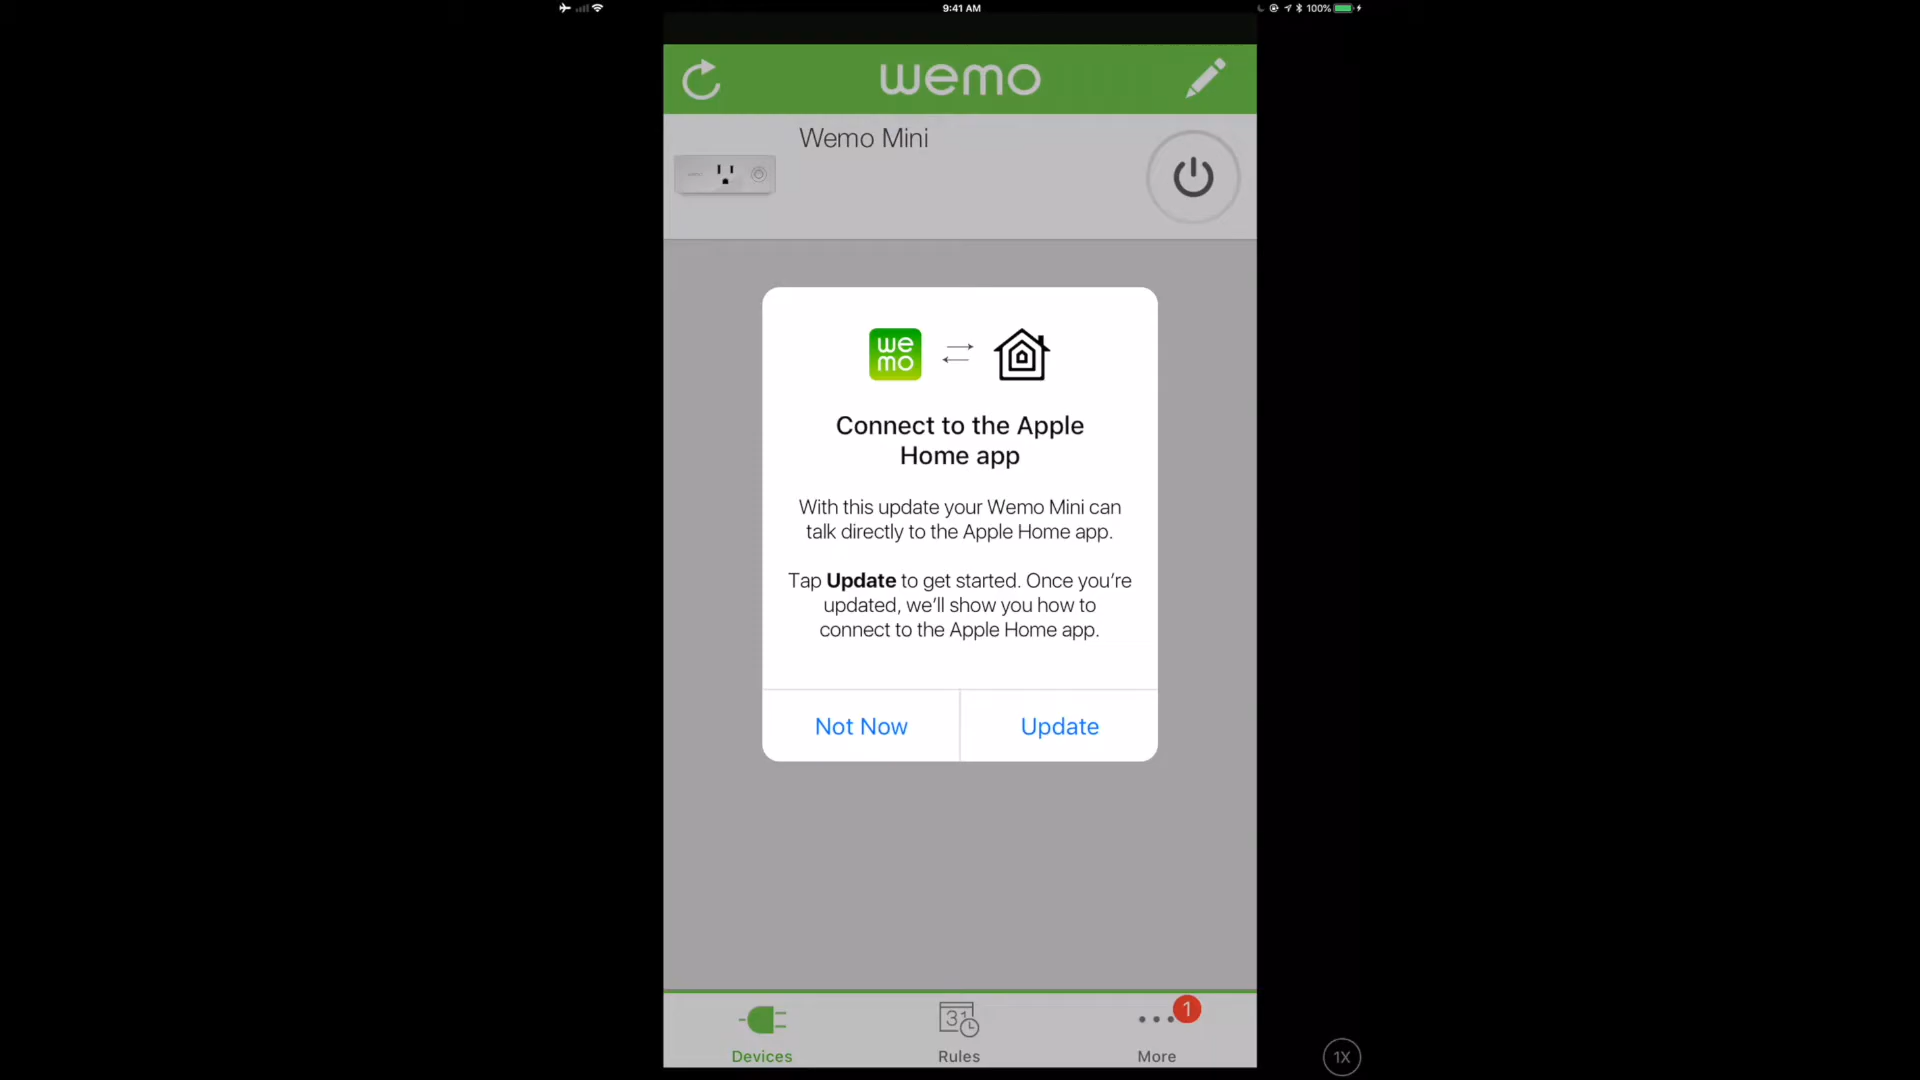 9:41 AM
100%
wemo
Wemo Mini
we
mo
Connect to the Apple
Home app
With this update your Wemo Mini can
talk directly to the Apple Home app.
Tap Update to get started. Once you’re
updated, we’ll show you how to
connect to the Apple Home app.
Not Now
Update
31
1
Devices
Rules
More
1X